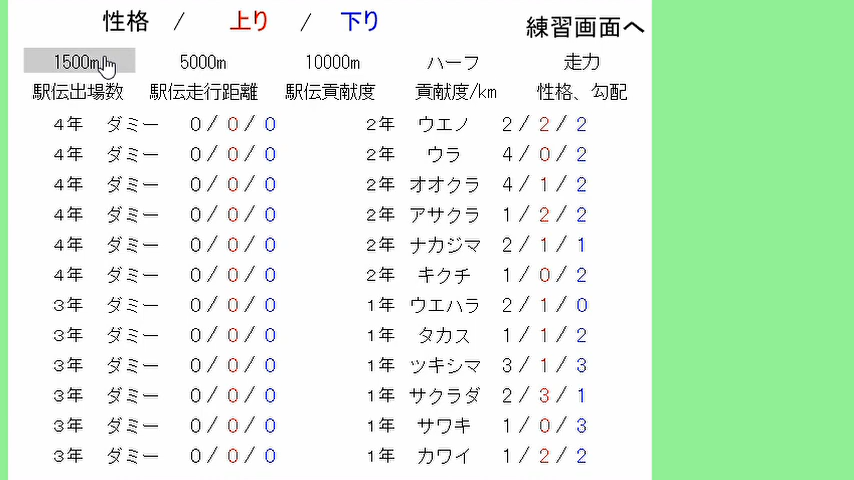 性格 / 上り / 下り
練習画面へ
1500m 5000m 10000m ハーフ 走力
駅伝出場数 駅伝走行距離 駅伝貢献度 貢献度/km 性格、勾配
4年 ダミー 0/0/0 2年 ウエノ 2/2/2
4年 ダミー 0/0/0 2年 ウラ 4/0/2
4年 ダミー 0/0/0 2年 オオクラ 4/1/2
4年 ダミー 0/0/0 2年 アサクラ 1/2/2
4年 ダミー 0/0/0 2年 ナカジマ 2/1/1
4年 ダミー 0/0/0 2年 キクチ 1/0/2
3年 ダミー 0/0/0 1年 ウエハラ 2/1/0
3年 ダミー 0/0/0 1年 タカス 1/1/2
3年 ダミー 0/0/0 1年 ツキシマ 3/1/3
3年 ダミー 0/0/0 1年 サクラダ 2/3/1
3年 ダミー 0/0/0 1年 サワキ 1/0/3
3年 ダミー 0/0/0 1年 カワイ 1/2/2